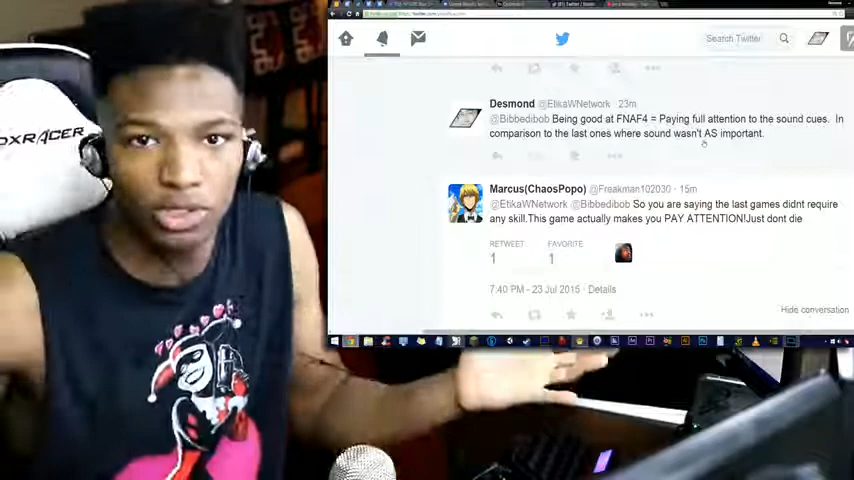 OXRACER
Search Twitter
Desmond @EtikaWNetwork · 23m
@Bibbedibob Being good at FNAF4 = Paying full attention to the sound cues. In
comparison to the last ones where sound wasn't AS important.
Marcus(ChaosPopo) @Freakman102030 · 15m
@EtikaWNetwork @Bibbedibob So you are saying the last games didnt require
any skill.This game actually makes you PAY ATTENTION!Just dont die
RETWEET FAVORITE
1 1
7:40 PM - 23 Jul 2015 · Details
Hide conversation